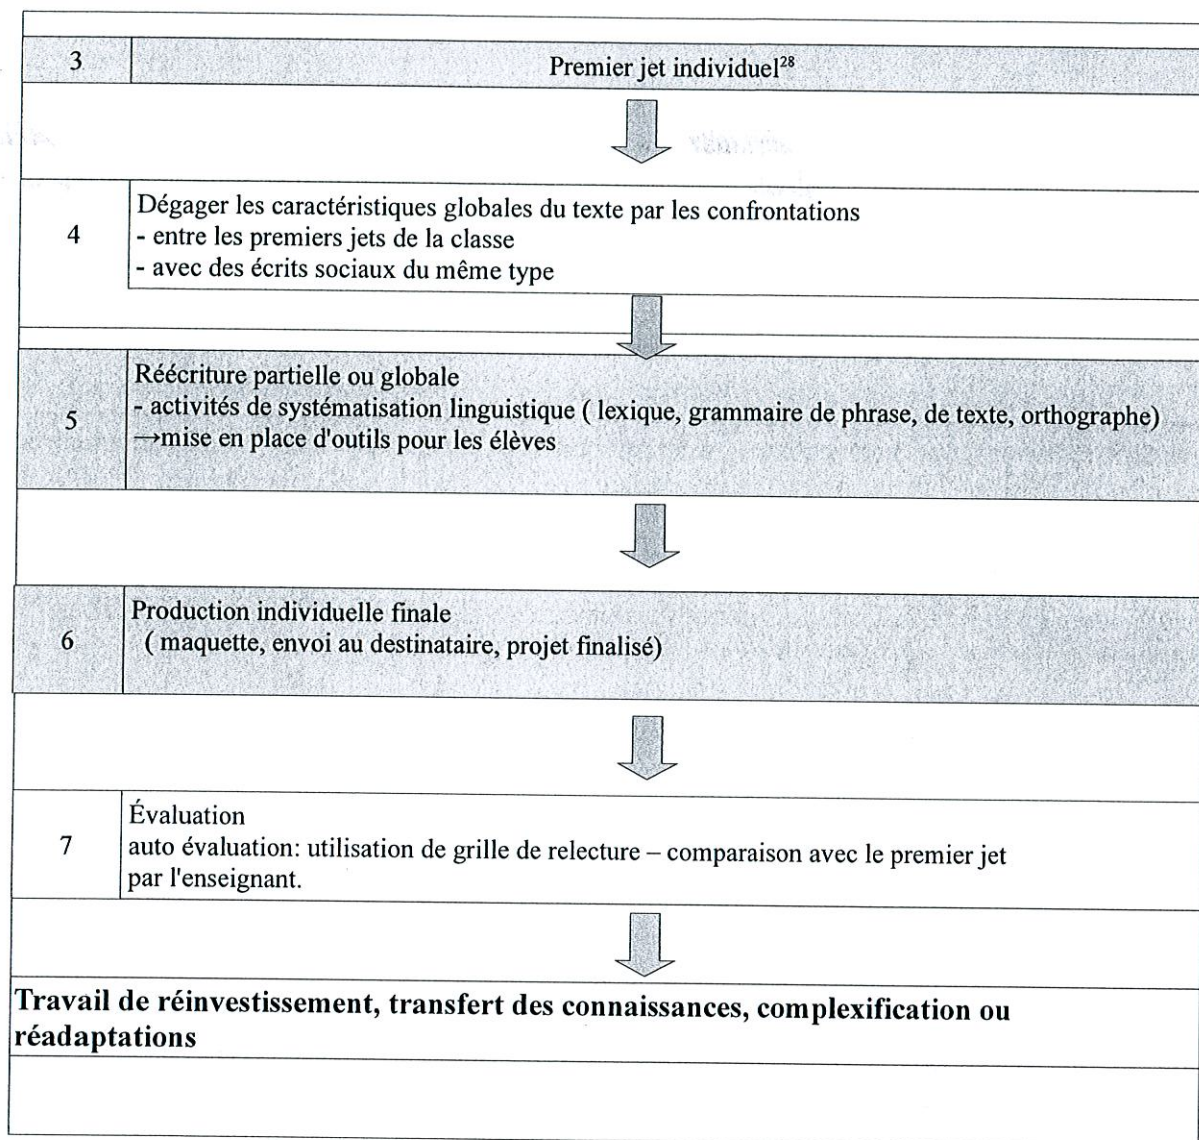 3
Premier jet individuel28
4
Dégager les caractéristiques globales du texte par les confrontations
- entre les premiers jets de la classe
- avec des écrits sociaux du même type
5
Réécriture partielle ou globale
- activités de systématisation linguistique ( lexique, grammaire de phrase, de texte, orthographe)
→mise en place d'outils pour les élèves
6
Production individuelle finale
( maquette, envoi au destinataire, projet finalisé)
7
Évaluation
auto évaluation: utilisation de grille de relecture – comparaison avec le premier jet
par l'enseignant.
Travail de réinvestissement, transfert des connaissances, complexification ou
réadaptations